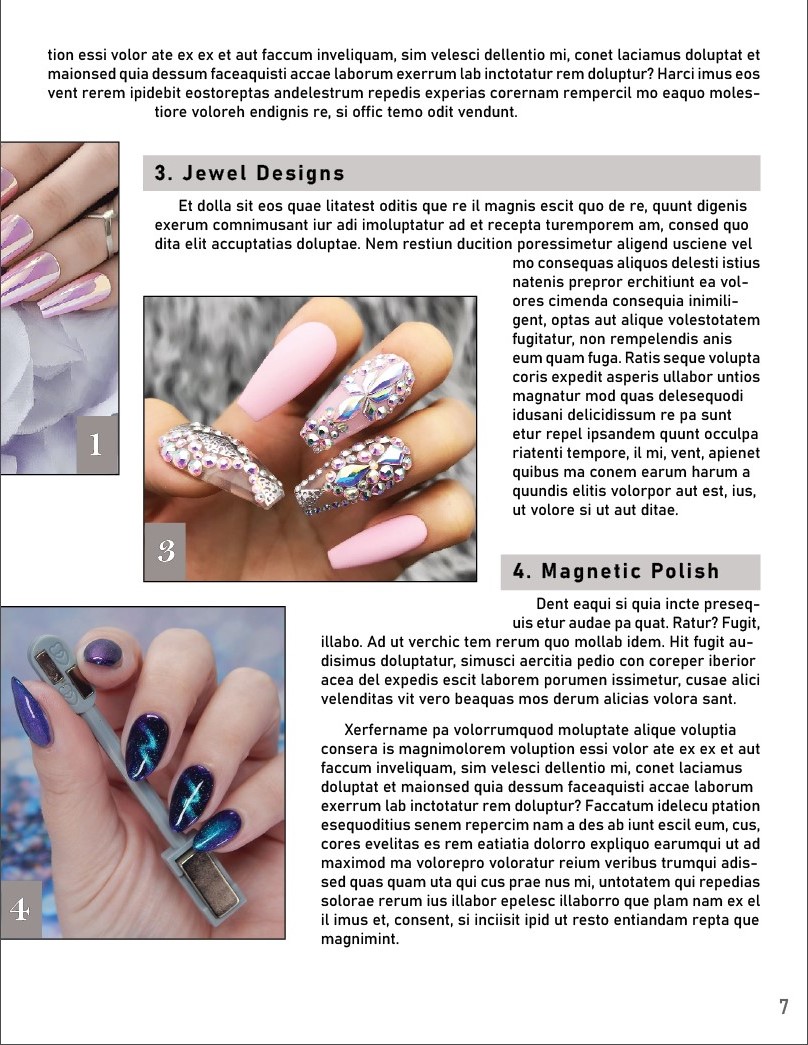 tion essi volor ate ex ex et aut faccum inveliquam, sim velesci dellentio mi, conet laciamus doluptat et
maionsed quia dessum faceaquisti accae laborum exerrum lab inctotatur rem doluptur? Harci imus eos
vent rerem ipidebit eostoreptas andelestrum repedis experias corernam rempercil mo eaquo moles-
tiore voloreh endignis re, si offic temo odit vendunt.
1
3. Jewel Designs
Et dolla sit eos quae litatest oditis que re il magnis escit quo de re, quunt digenis
exerum comnimusant iur adi imoluptatur ad et recepta turemporem am, consed quo
dita elit accuptatias doluptae. Nem restiun ducition poressimetur aligend usciene vel
mo consequas aliquos delesti istius
natenis prepror erchitiunt ea vol-
ores cimenda consequia inimili-
gent, optas aut alique volestotatem
fugitatur, non rempelendis anis
eum quam fuga. Ratis seque volupta
coris expedit asperis ullabor untios
magnatur mod quas delesequodi
idusani delicidissum re pa sunt
etur repel ipsandem quunt occulpa
riatenti tempore, il mi, vent, apienet
quibus ma conem earum harum a
quundis elitis volorpor aut est, ius,
ut volore si ut aut ditae.
3
4. Magnetic Polish
Dent eaqui si quia incte preseq-
uis etur audae pa quat. Ratur? Fugit,
illabo. Ad ut verchic tem rerum quo mollab idem. Hit fugit au-
disimus doluptatur, simusci aercitia pedio con coreper iberior
acea del expedis escit laborem porumen issimetur, cusae alici
velenditas vit vero beaquas mos derum alicias volora sant.
Xerfername pa volorrumquod moluptate alique voluptia
consera is magnimolorem voluption essi volor ate ex ex et aut
faccum inveliquam, sim velesci dellentio mi, conet laciamus
doluptat et maionsed quia dessum faceaquisti accae laborum
exerrum lab inctotatur rem doluptur? Faccatum idelecu ptation
esequoditius senem repercim nam a des ab iunt escil eum, cus,
cores evelitas es rem eatiatia dolorro expliquo earumqui ut ad
maximod ma volorepro voloratur reium veribus trumqui adis-
sed quas quam uta qui cus prae nus mi, untotatem qui repedias
solorae rerum ius illabor epelesc illaborro que plam nam ex el
il imus et, consent, si inciisit ipid ut resto entiandam repta que
magnimint.
4
7